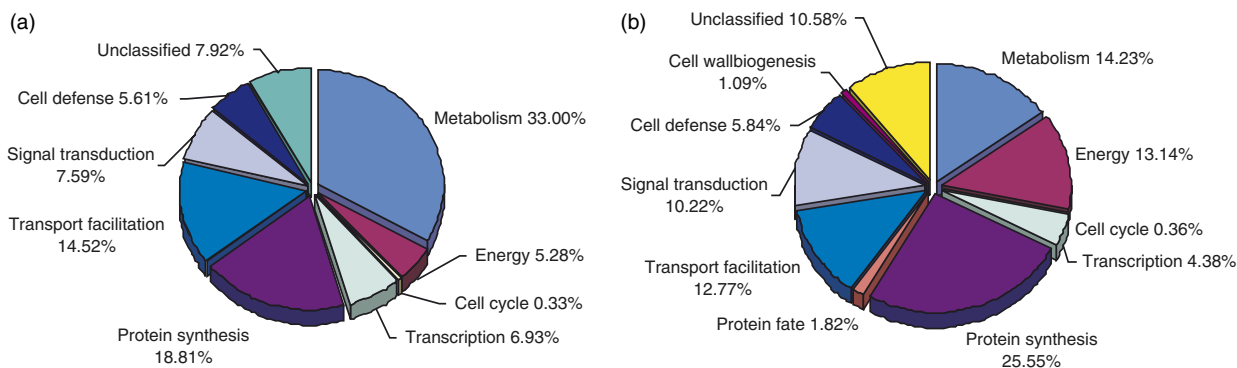 (a)
Unclassified 7.92%
Cell defense 5.61%
Signal transduction
7.59%
Transport facilitation
14.52%
Protein synthesis
18.81%
Metabolism 33.00%
Energy 5.28%
Cell cycle 0.33%
Transcription 6.93%
(b)
Unclassified 10.58%
Cell wallbiogenesis
1.09%
Cell defense 5.84%
Signal transduction
10.22%
Transport facilitation
12.77%
Protein fate 1.82%
Metabolism 14.23%
Energy 13.14%
Cell cycle 0.36%
Transcription 4.38%
Protein synthesis
25.55%